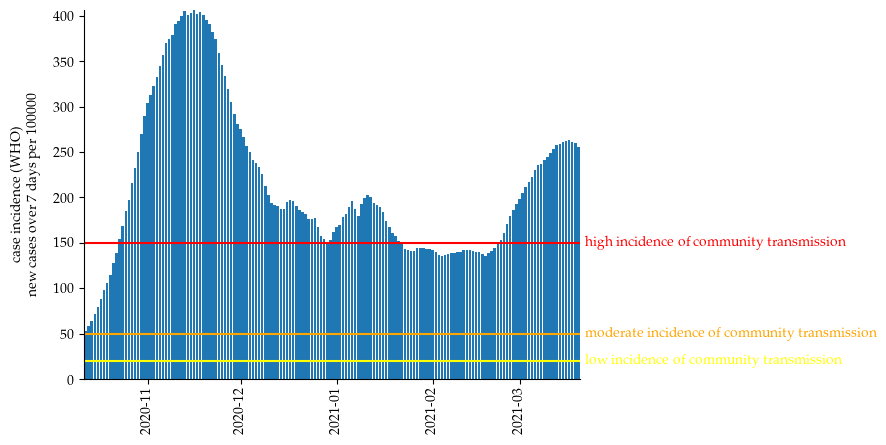 case incidence (WHO)
new cases over 7 days per 100000
400
350
300
250
200
150
100
50
0
high incidence of community transmission
moderate incidence of community transmission
low incidence of community transmission
2020-11
2020-12
2021-01
2021-02
2021-03